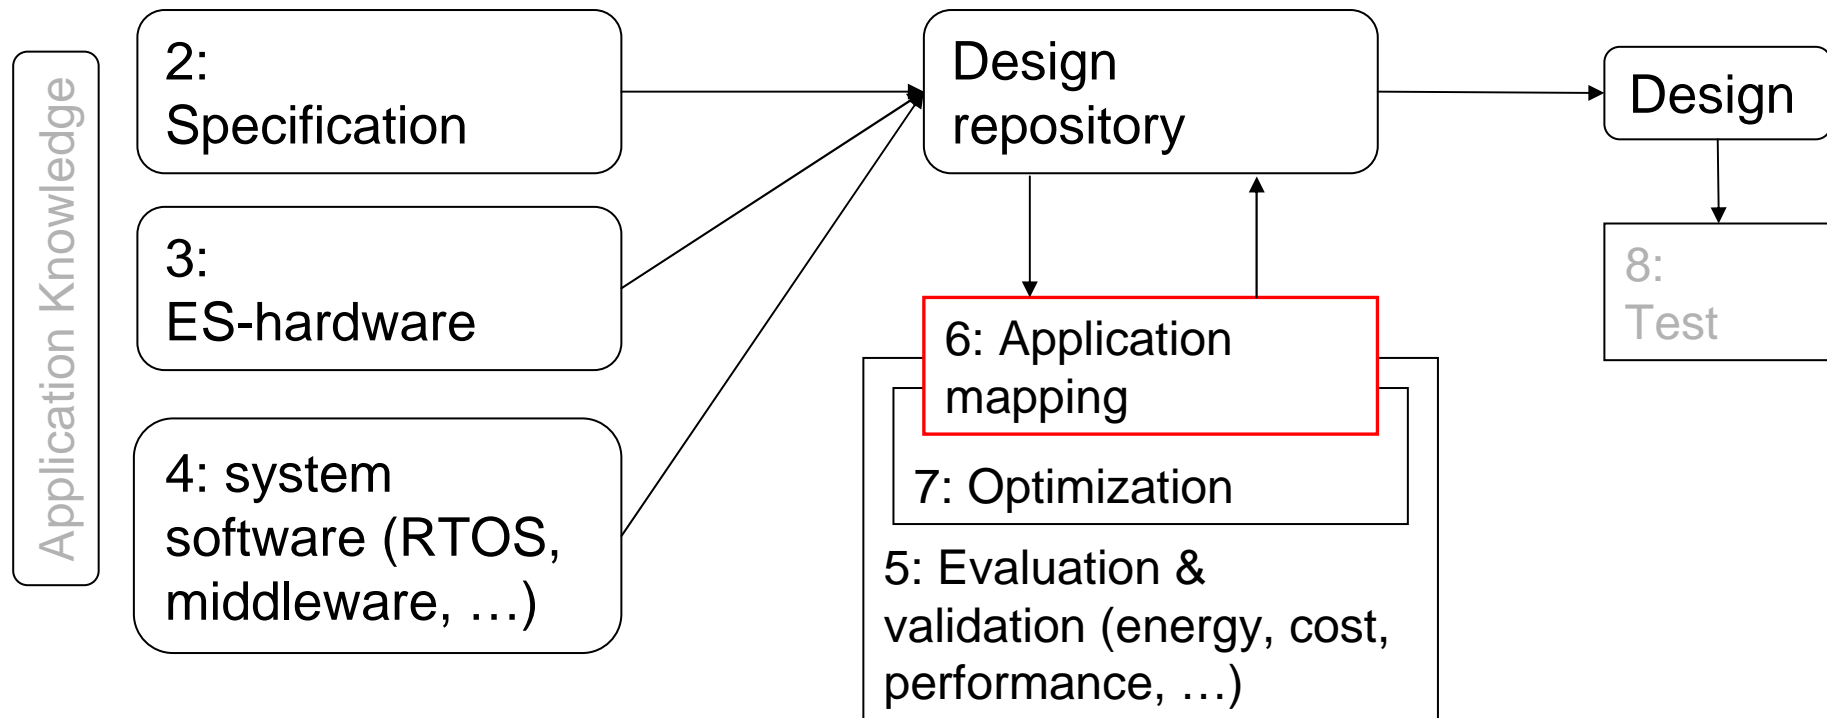 Application Knowledge
2:
Specification
3:
ES-hardware
4: system
software (RTOS,
middleware, …)
Design
repository
6: Application
mapping
7: Optimization
5: Evaluation &
validation (energy, cost,
performance, …)
Design
8:
Test